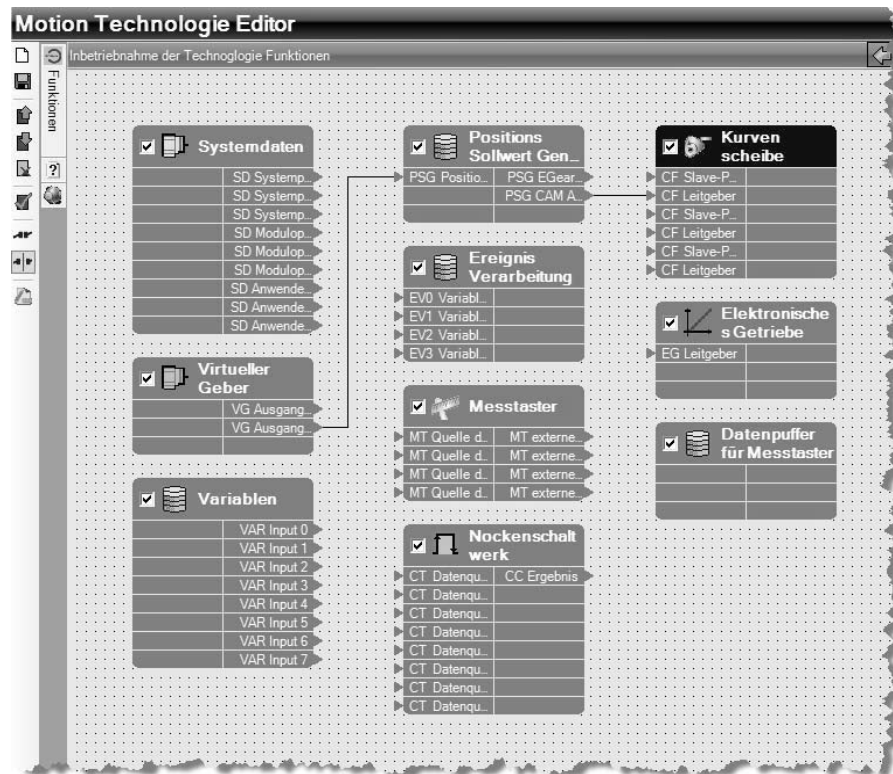 Motion Technologie Editor
Inbetriebnahme der Technoglogie Funktionen
Funktionen
?
Systemdaten
SD Systemp...
SD Systemp...
SD Systemp...
SD Modulop...
SD Modulop...
SD Modulop...
SD Anwende...
SD Anwende...
SD Anwende...
Virtueller
Geber
VG Ausgang...
VG Ausgang...
Variablen
VAR Input 0
VAR Input 1
VAR Input 2
VAR Input 3
VAR Input 4
VAR Input 5
VAR Input 6
VAR Input 7
Positions
Sollwert Gen...
PSG Positio... PSG EGear...
PSG CAM A...
Ereignis
Verarbeitung
EV0 Variabl...
EV1 Variabl...
EV2 Variabl...
EV3 Variabl...
Messtaster
MT Quelle d... MT externe...
MT Quelle d... MT externe...
MT Quelle d... MT externe...
MT Quelle d... MT externe...
Nockenschalt
werk
CT Datenqu... CC Ergebnis
CT Datenqu...
CT Datenqu...
CT Datenqu...
CT Datenqu...
CT Datenqu...
CT Datenqu...
CT Datenqu...
Kurven
scheibe
CF Slave-P...
CF Leitgeber
CF Slave-P...
CF Leitgeber
CF Slave-P...
CF Leitgeber
Elektronische
s Getriebe
EG Leitgeber
Datenpuffer
für Messtaster